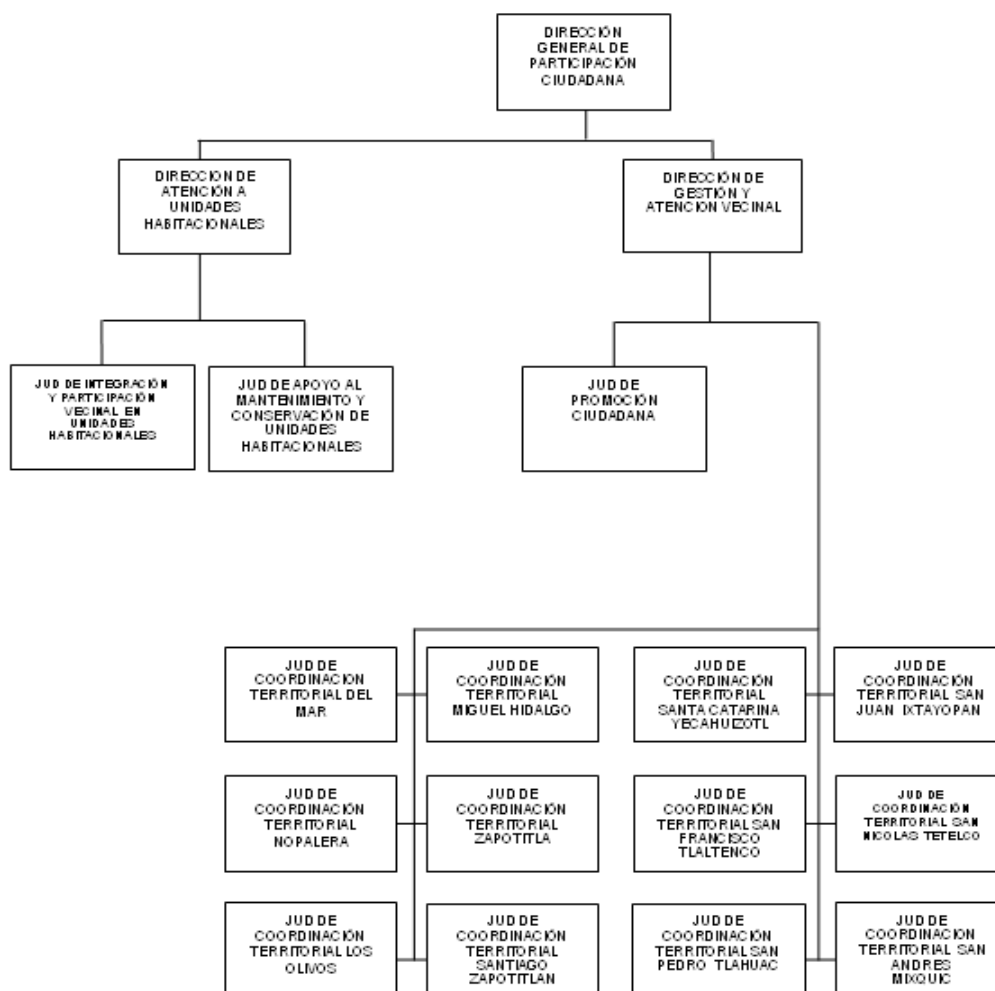 DIRECCIÓN
GENERAL DE
PARTICIPACIÓN
CIUDADANA
DIRECCION DE
ATENCIÓN A
UNIDADES
HABITACIONALES
DIRECCIÓN DE
GESTIÓN Y
ATENCION VECINAL
JUD DE INTEGRACIÓN
Y PARTICIPACIÓN
VECINAL EN
UNIDADES
HABITACIONALES
JUD DE APOYO AL
MANTENIMIENTO Y
CONSERVACIÓN DE
UNIDADES
HABITACIONALES
JUD DE
PROMOCIÓN
CIUDADANA
JUD DE
COORDINACION
TERRITORIAL DEL
MAR
JUD DE
COORDINACIÓN
TERRITORIAL
MIGUEL HIDALGO
JUD DE
COORDINACIÓN
TERRITORIAL
SANTA CATARINA
YECAHUIZOTL
JUD DE
COORDINACIÓN
TERRITORIAL SAN
JUAN IXTAYOPAN
JUD DE
COORDINACIÓN
TERRITORIAL
NOPALERA
JUD DE
COORDINACIÓN
TERRITORIAL
ZAPOTITLA
JUD DE
COORDINACIÓN
TERRITORIAL SAN
FRANCISCO
TLALTENCO
JUD DE
COORDINACIÓN
TERRITORIAL SAN
NICOLAS TETELCO
JUD DE
COORDINACIÓN
TERRITORIAL LOS
OLIVOS
JUD DE
COORDINACIÓN
TERRITORIAL
SANTIAGO
ZAPOTITLAN
JUD DE
COORDINACIÓN
TERRITORIAL SAN
PEDRO TLAHUAC
JUD DE
COORDINACION
TERRITORIAL SAN
ANDRES
MIXQUIC